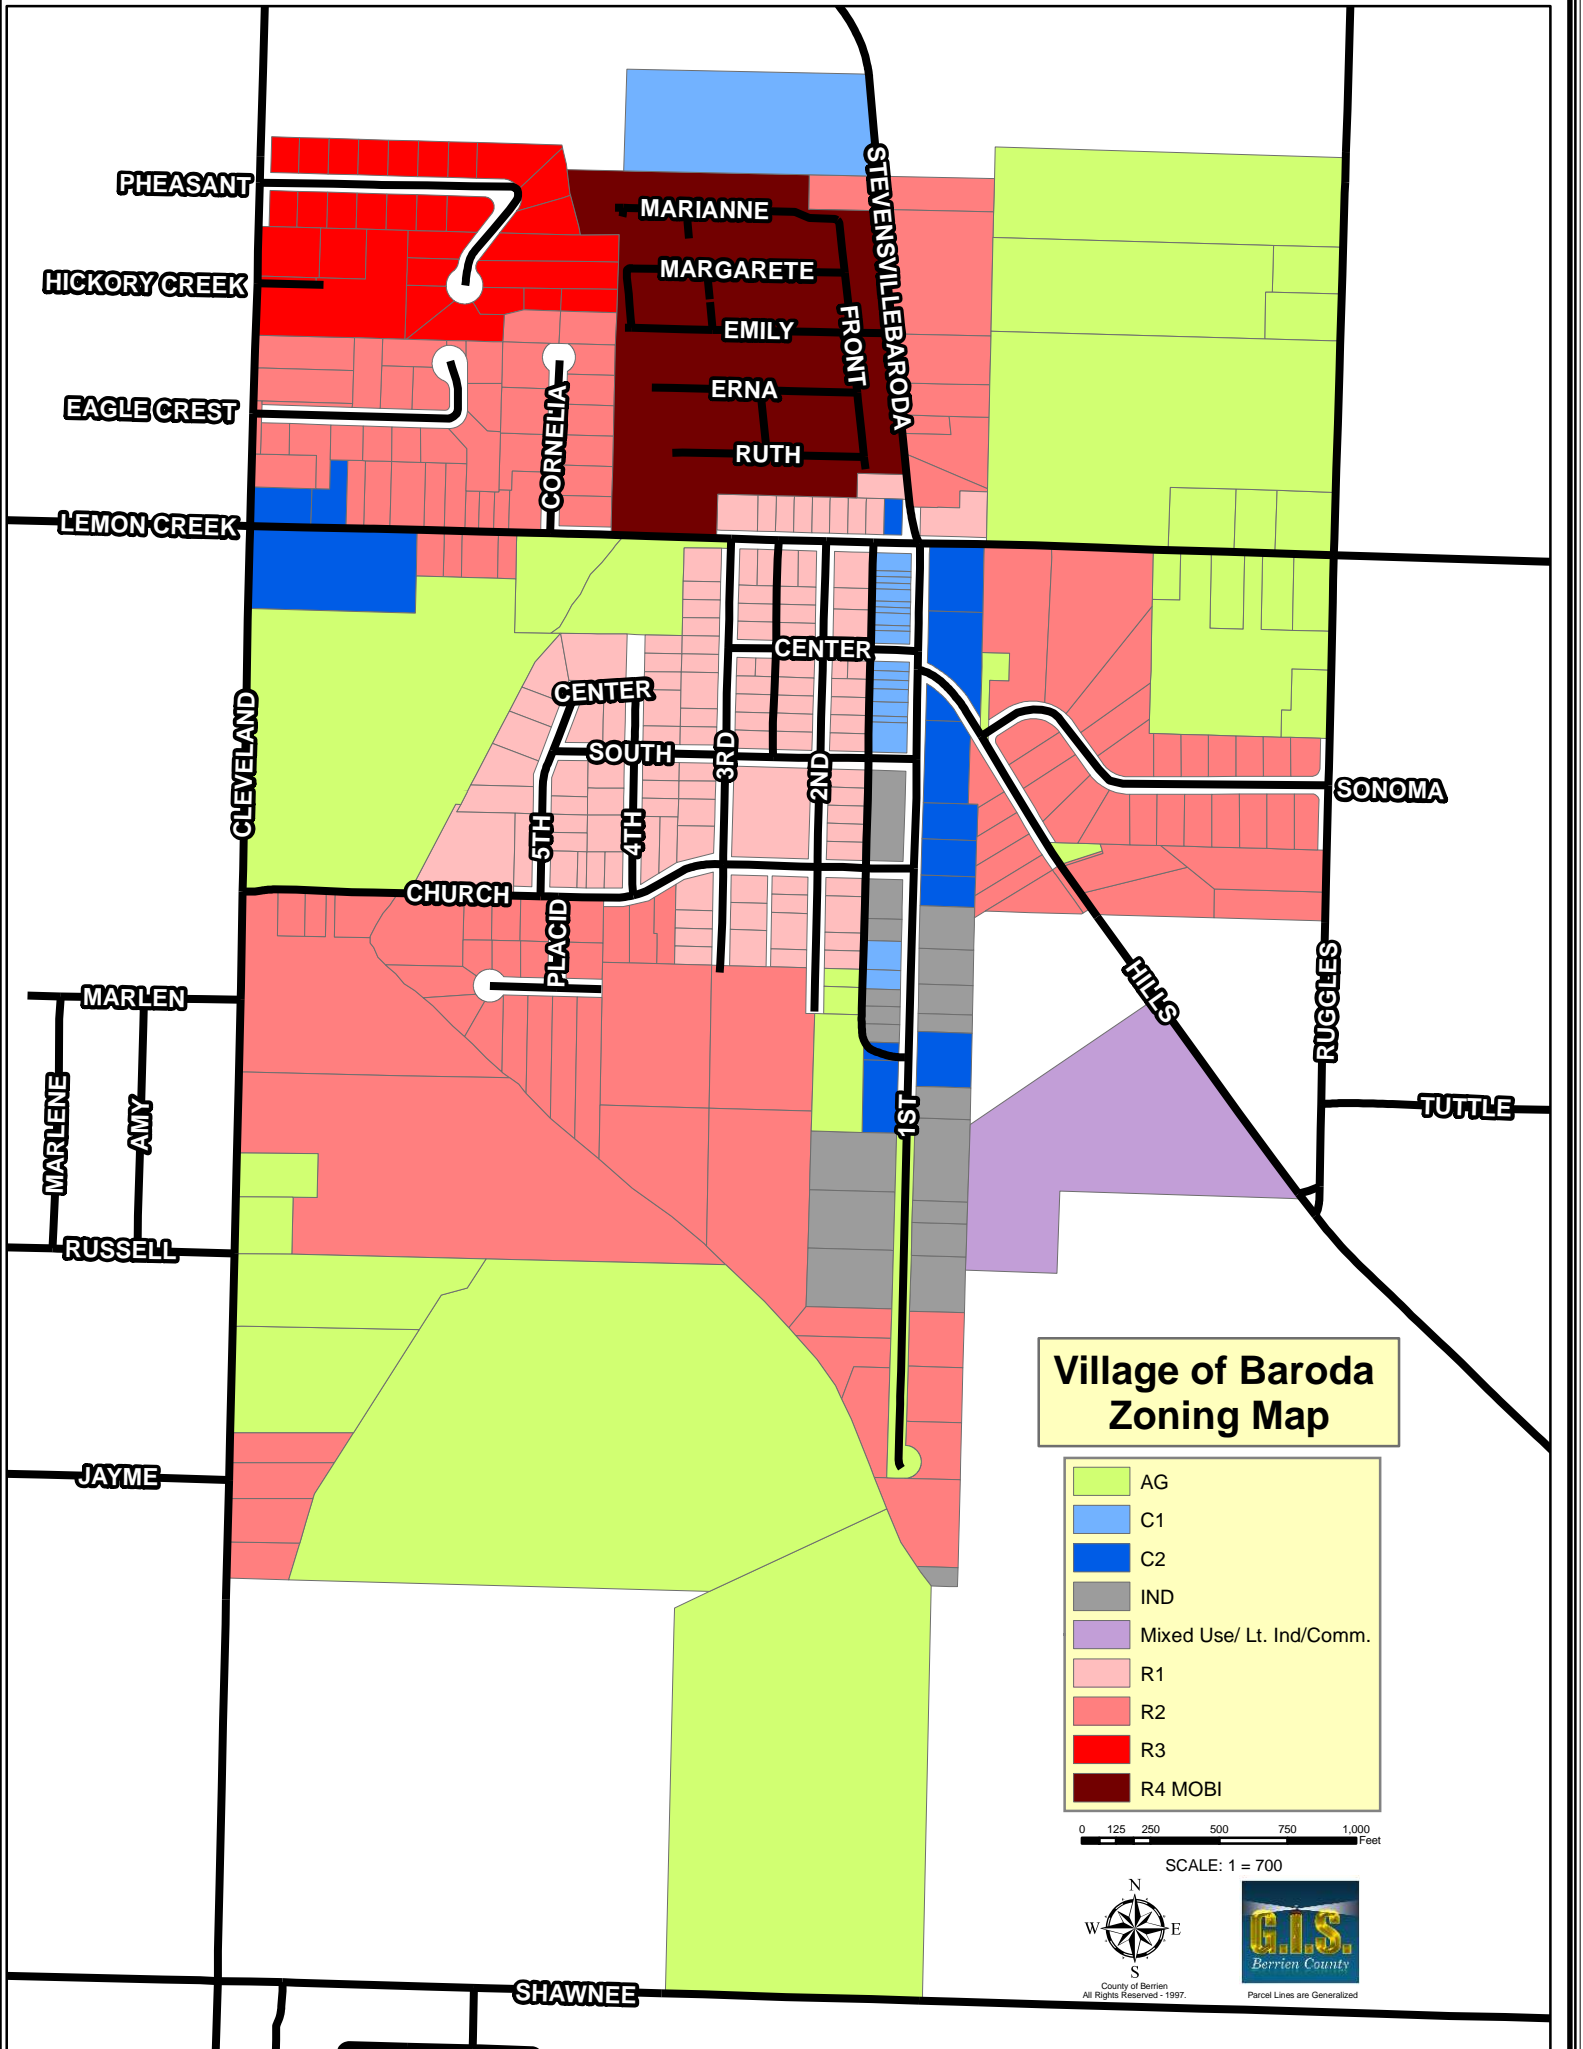 STEVENSVILLEBARODA
PHEASANT
MARIANNE
HICKORY CREEK
MARGARETE
EMILY
FRONT
ERNA
EAGLE CREST
CORNELIA
RUTH
LEMON CREEK
CENTER
CENTER
CLEVELAND
SOUTH
3RD
2ND
SONOMA
5TH
4TH
CHURCH
PLACID
HILLS
RUGGLES
MARLEN
MARLENE
AMY
1ST
TUTTLE
RUSSELL
JAYME
SHAWNEE
Village of Baroda
Zoning Map
AG
C1
C2
IND
Mixed Use/ Lt. Ind/Comm.
R1
R2
R3
R4 MOBI
0 125 250 500 750 1,000
Feet
SCALE: 1 = 700
N
W E
S
County of Berrien
All Rights Reserved - 1997.
G.I.S.
Berrien County
Parcel Lines are Generalized